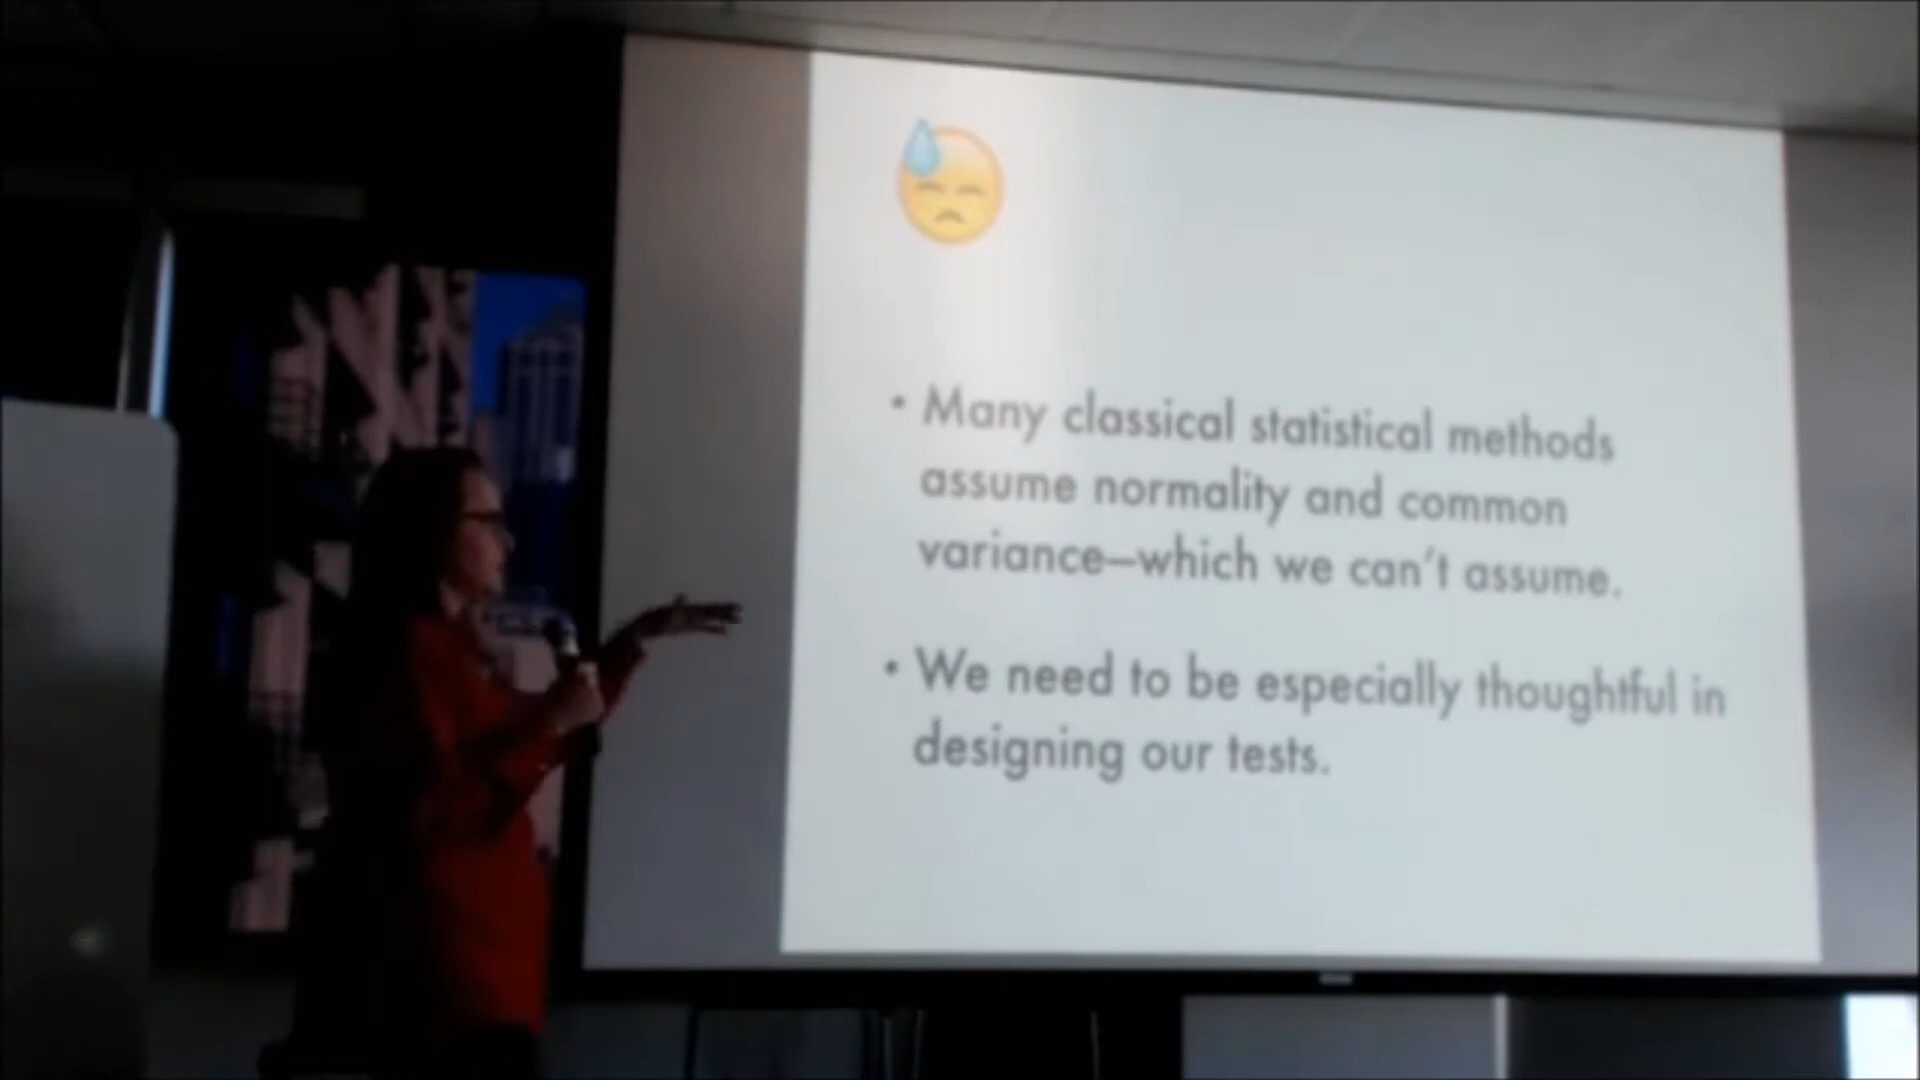 • Many classical statistical methods
assume normality and common
variance—which we can't assume.
• We need to be especially thoughtful in
designing our tests.